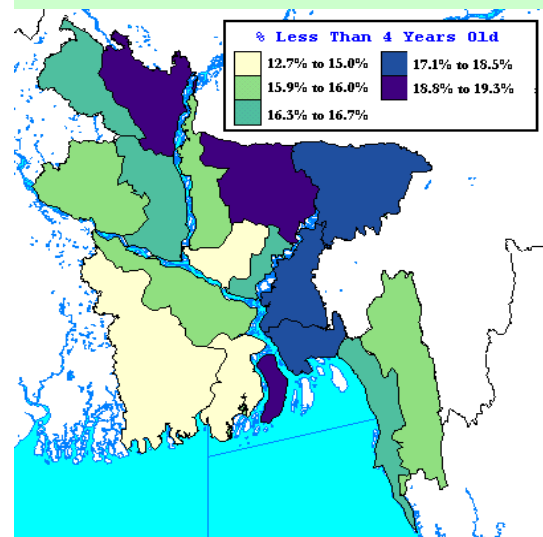 % Less Than 4 Years Old
12.7% to 15.0%
17.1% to 18.5%
15.9% to 16.0%
18.8% to 19.3%
16.3% to 16.7%